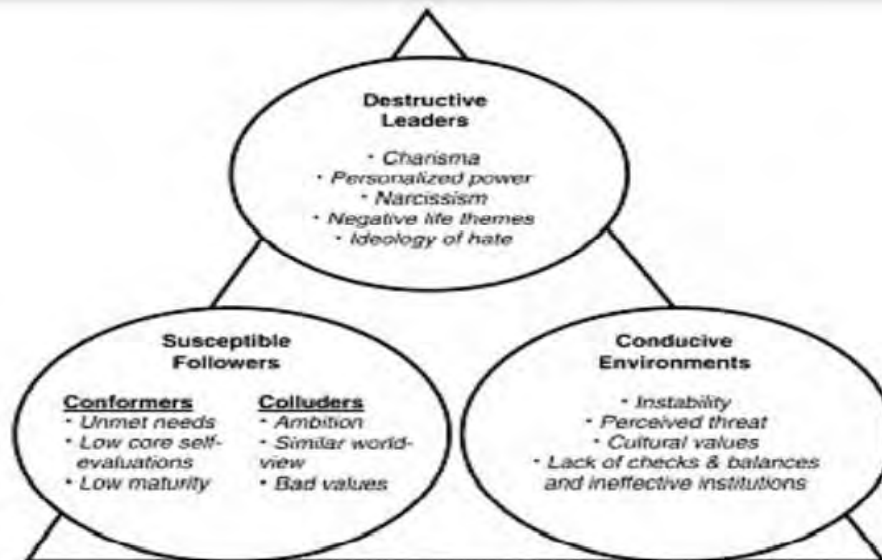 Destructive
Leaders
· Charisma
· Personalized power
· Narcissism
· Negative life themes
· Ideology of hate
Susceptible
Followers
Conformers
· Unmet needs
· Low core self-
evaluations
· Low maturity
Colluders
· Ambition
· Similar world-
view
· Bad values
Conducive
Environments
· Instability
· Perceived threat
· Cultural values
· Lack of checks & balances
and ineffective institutions